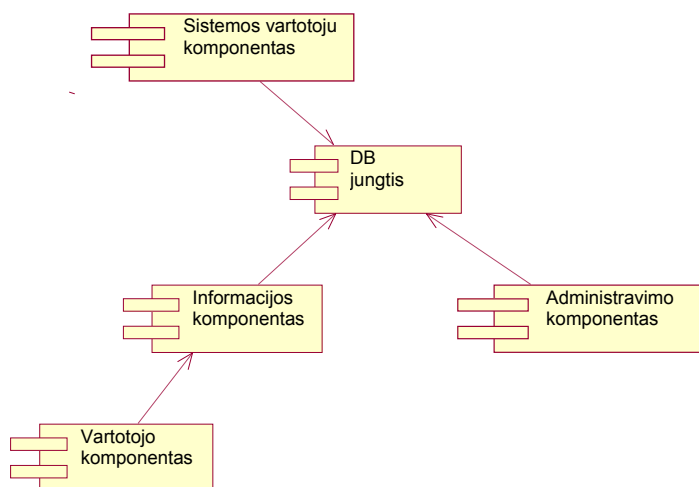 Sistemos vartotoju
komponentas
DB
jungtis
Informacijos
komponentas
Administravimo
komponentas
Vartotojo
komponentas